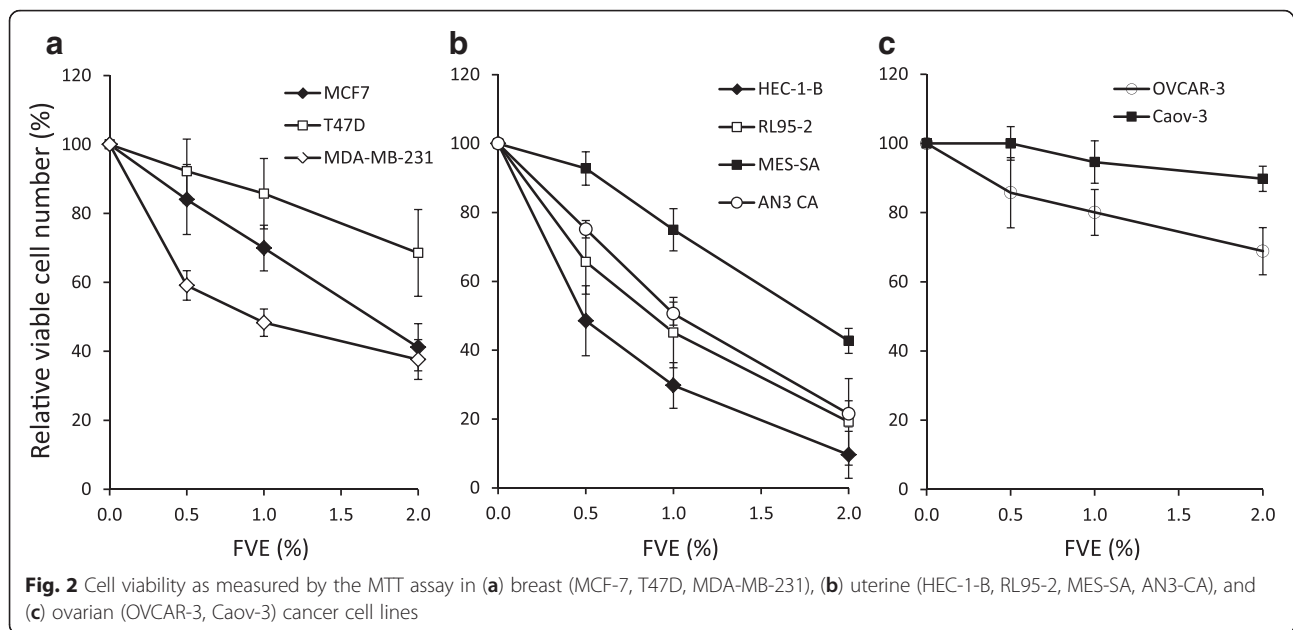 a
b
c
Relative viable cell number (%)
120
100
80
60
40
20
0
0.0 0.5 1.0 1.5 2.0
FVE (%)
MCF7
T47D
MDA-MB-231
120
100
80
60
40
20
0
0.0 0.5 1.0 1.5 2.0
FVE (%)
HEC-1-B
RL95-2
MES-SA
AN3 CA
120
100
80
60
40
20
0
0.0 0.5 1.0 1.5 2.0
FVE (%)
OVCAR-3
Caov-3
Fig. 2 Cell viability as measured by the MTT assay in (a) breast (MCF-7, T47D, MDA-MB-231), (b) uterine (HEC-1-B, RL95-2, MES-SA, AN3-CA), and
(c) ovarian (OVCAR-3, Caov-3) cancer cell lines